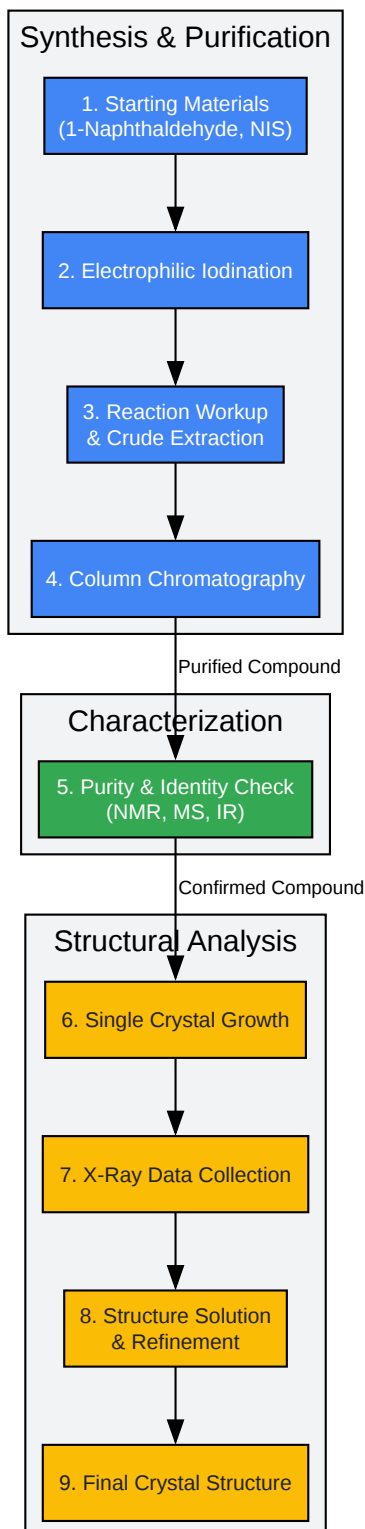 Synthesis & Purification
1. Starting Materials
(1-Naphthaldehyde, NIS)
2. Electrophilic Iodination
3. Reaction Workup
& Crude Extraction
4. Column Chromatography
Purified Compound
Characterization
5. Purity & Identity Check
(NMR, MS, IR)
Confirmed Compound
Structural Analysis
6. Single Crystal Growth
7. X-Ray Data Collection
8. Structure Solution
& Refinement
9. Final Crystal Structure